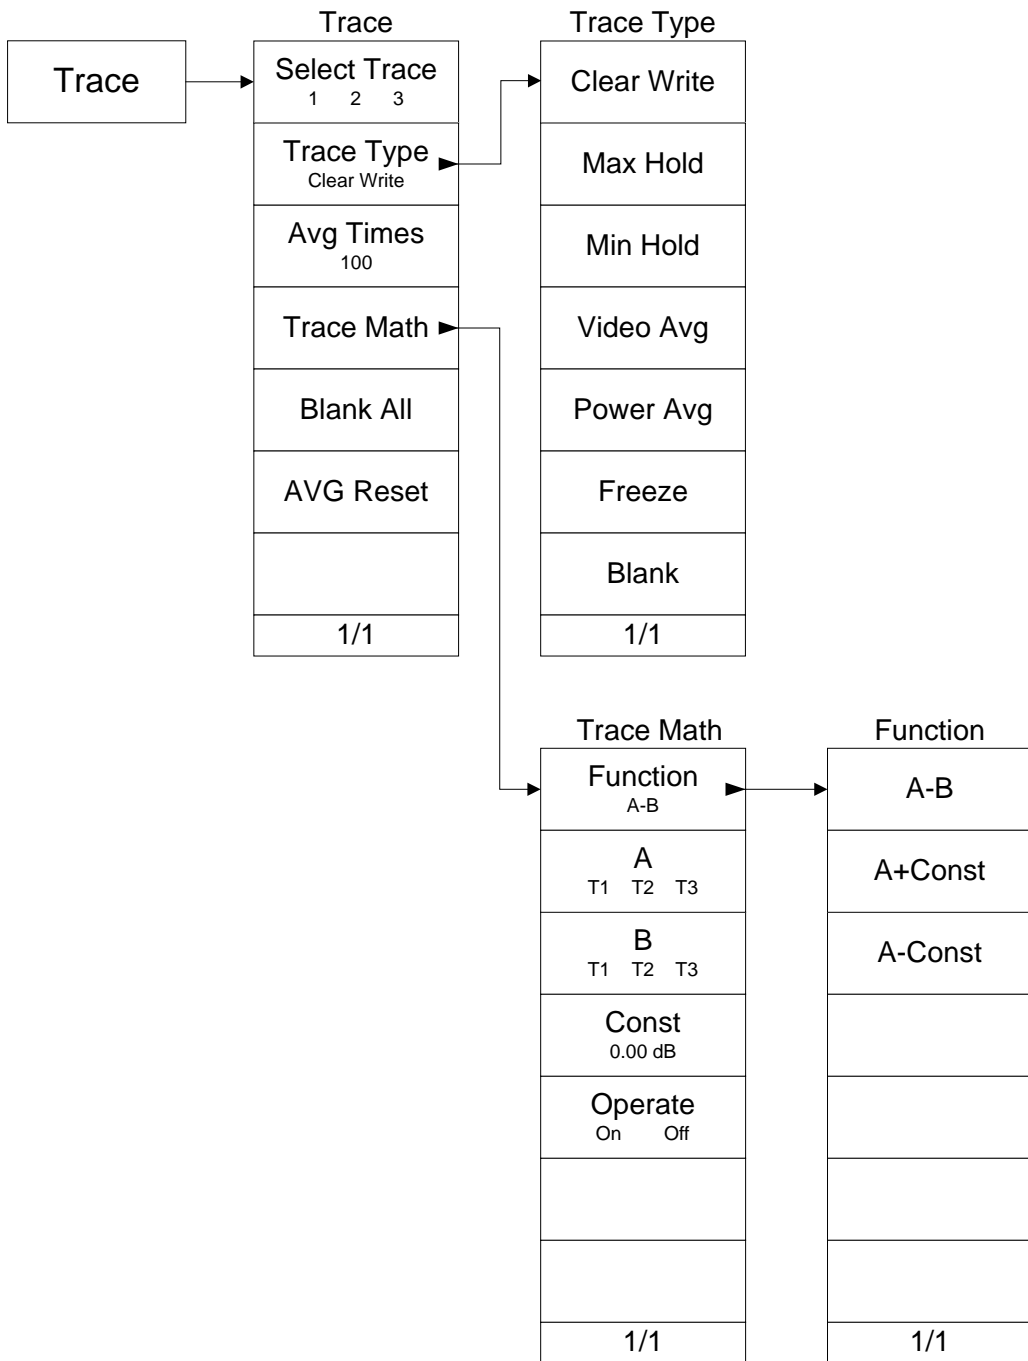 Trace
Trace
Select Trace
1 2 3
Trace Type
Clear Write
Avg Times
100
Trace Math
Blank All
AVG Reset
1/1
Trace Type
Clear Write
Max Hold
Min Hold
Video Avg
Power Avg
Freeze
Blank
1/1
Trace Math
Function
A-B
A
T1 T2 T3
B
T1 T2 T3
Const
0.00 dB
Operate
On Off
1/1
Function
A-B
A+Const
A-Const
1/1